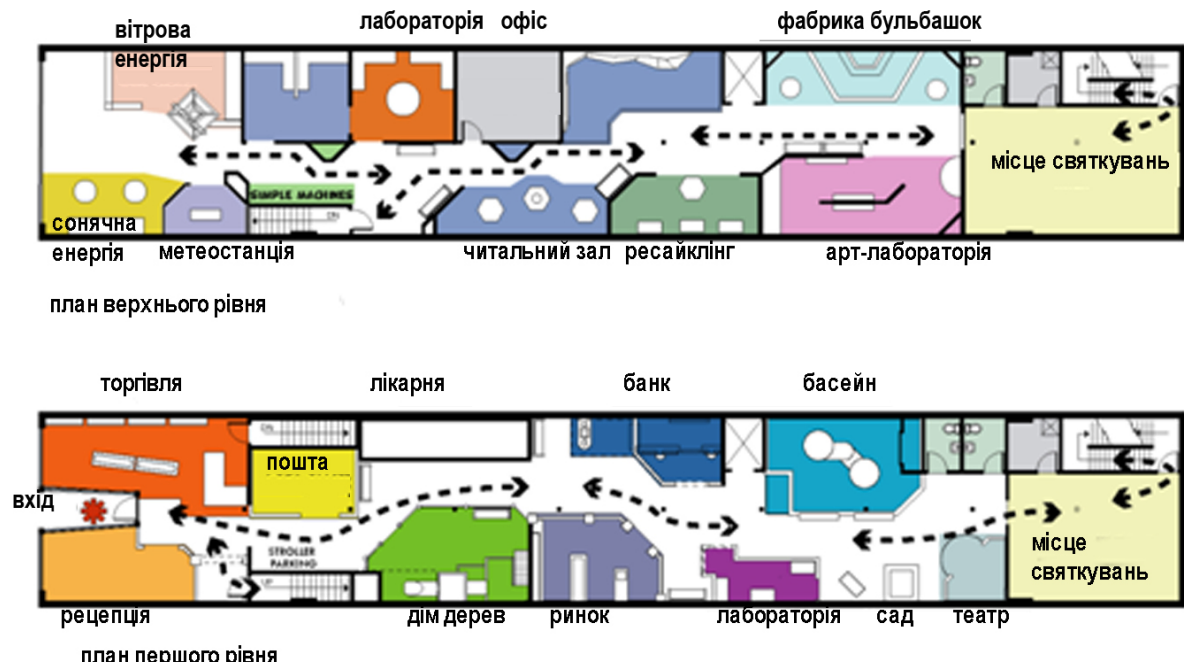 лабораторія офіс
фабрика бульбашок
вітрова
енергія
місце святкувань
SIMPLE MACHINES
сонячна
енергія
метеостанція
читальний зал
ресайклінг
арт-лабораторія
план верхнього рівня
торгівля
лікарня
банк
басейн
пошта
вхід
STROLLER
PARKING
UP
місце
святкувань
рецепція
дім дерев
ринок
лабораторія
сад
театр
план першого рівня